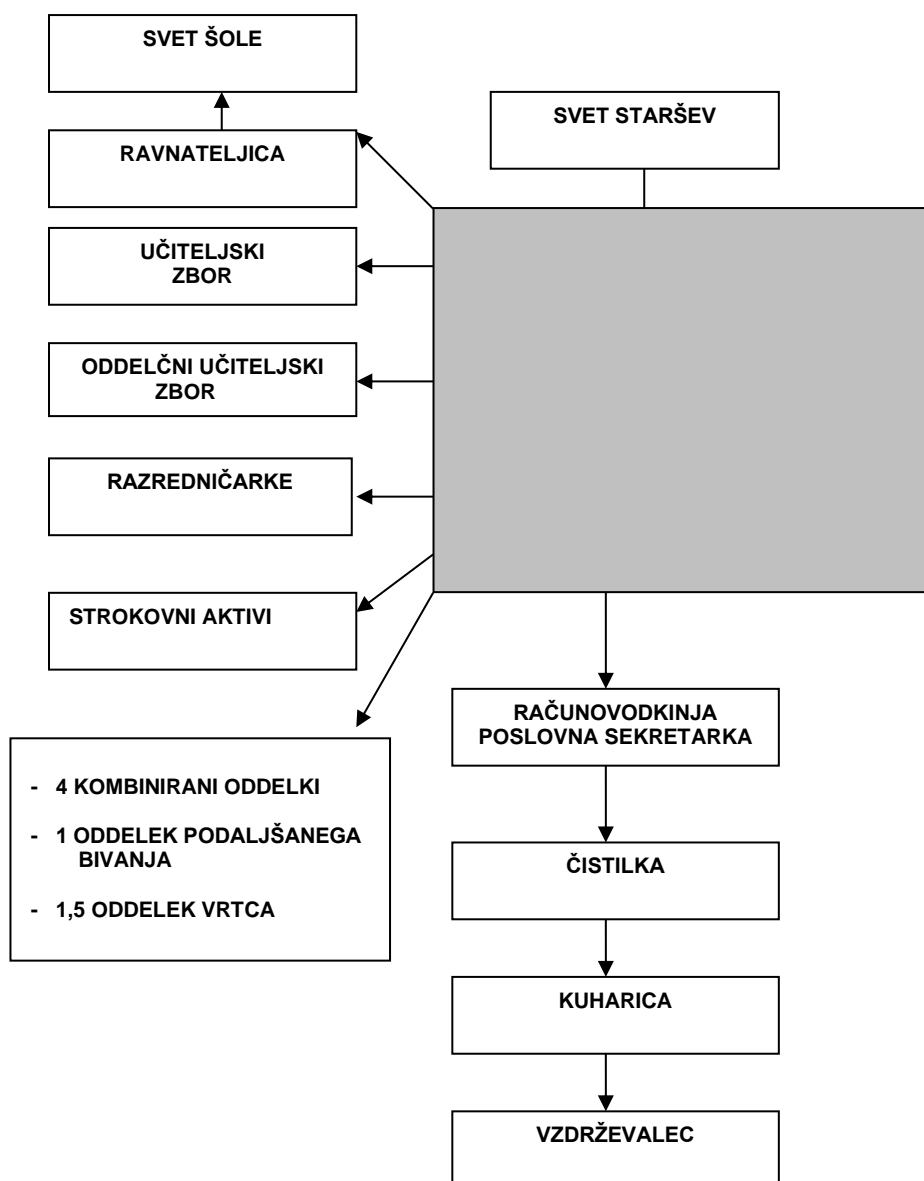 SVET ŠOLE
SVET STARŠEV
RAVNATELJICA
UČITELJSKI
ZBOR
ODDELČNI UČITELJSKI
ZBOR
RAZREDNIČARKE
STROKOVNI AKTIVI
- 4 KOMBINIRANI ODDELKI
- 1 ODDELEK PODALJŠANEGA
BIVANJA
- 1,5 ODDELEK VRTCA
RAČUNOVODKINJA
POSLOVNA SEKRETARKA
ČISTILKA
KUHARICA
VZDRŽEVALEC